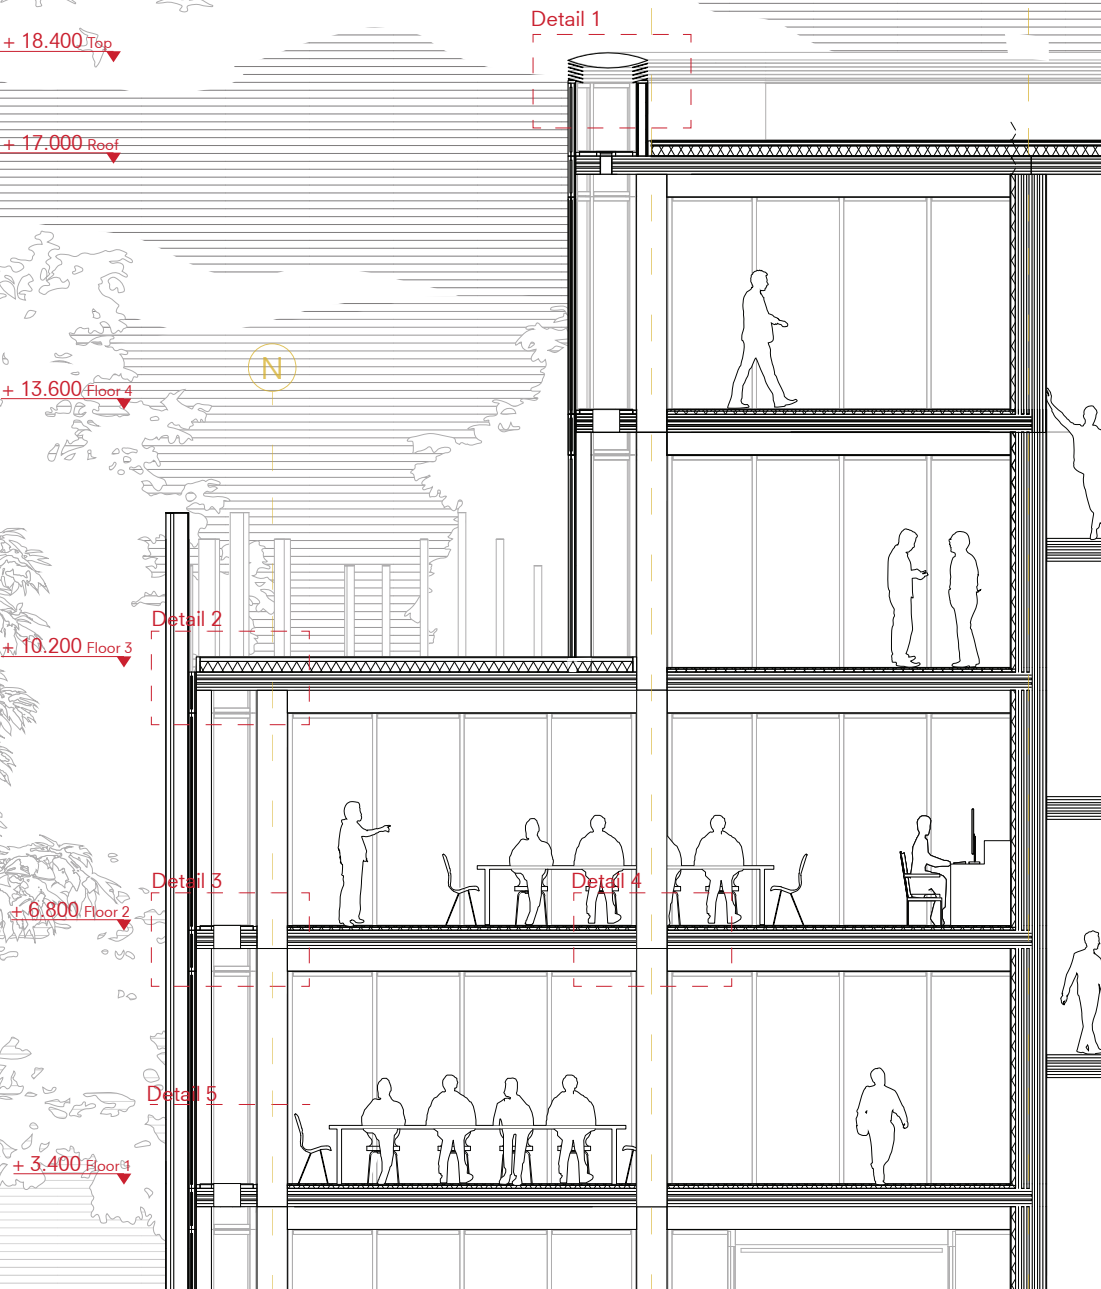 Detail 1
+ 18.400 Top
+ 17.000 Roof
N
+ 13.600 Floor 4
Detail 2
+ 10.200 Floor 3
Detail 3
Detail 4
+ 6.800 Floor 2
Detail 5
+ 3.400 Floor 1